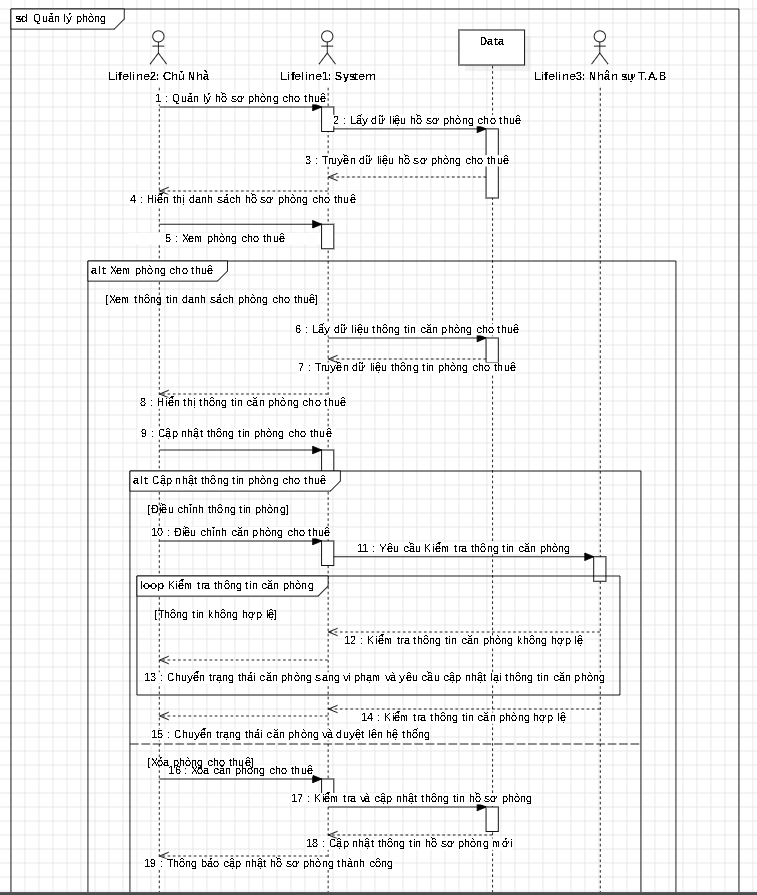 sd Quản lý phòng
Data
Lifeline2: Chủ Nhà
Lifeline1: System
Lifeline3: Nhân sự T.A.B
1 : Quản lý hồ sơ phòng cho thuê
2 : Lấy dữ liệu hồ sơ phòng cho thuê
3 : Truyền dữ liệu hồ sơ phòng cho thuê
4 : Hiển thị danh sách hồ sơ phòng cho thuê
5 : Xem phòng cho thuê
alt Xem phòng cho thuê
[Xem thông tin danh sách phòng cho thuê]
6 : Lấy dữ liệu thông tin căn phòng cho thuê
7 : Truyền dữ liệu thông tin phòng cho thuê
8 : Hiển thị thông tin căn phòng cho thuê
9 : Cập nhật thông tin phòng cho thuê
alt Cập nhật thông tin phòng cho thuê
[Điều chỉnh thông tin phòng]
10 : Điều chỉnh căn phòng cho thuê
11 : Yêu cầu Kiểm tra thông tin căn phòng
loop Kiểm tra thông tin căn phòng
[Thông tin không hợp lệ]
12 : Kiểm tra thông tin căn phòng không hợp lệ
13 : Chuyển trạng thái căn phòng sang vi phạm và yêu cầu cập nhật lại thông tin căn phòng
14 : Kiểm tra thông tin căn phòng hợp lệ
15 : Chuyển trạng thái căn phòng và duyệt lên hệ thống
[Xóa phòng cho thuê]
16 : Xóa căn phòng cho thuê
17 : Kiểm tra và cập nhật thông tin hồ sơ phòng
18 : Cập nhật thông tin hồ sơ phòng mới
19 : Thông báo cập nhật hồ sơ phòng thành công